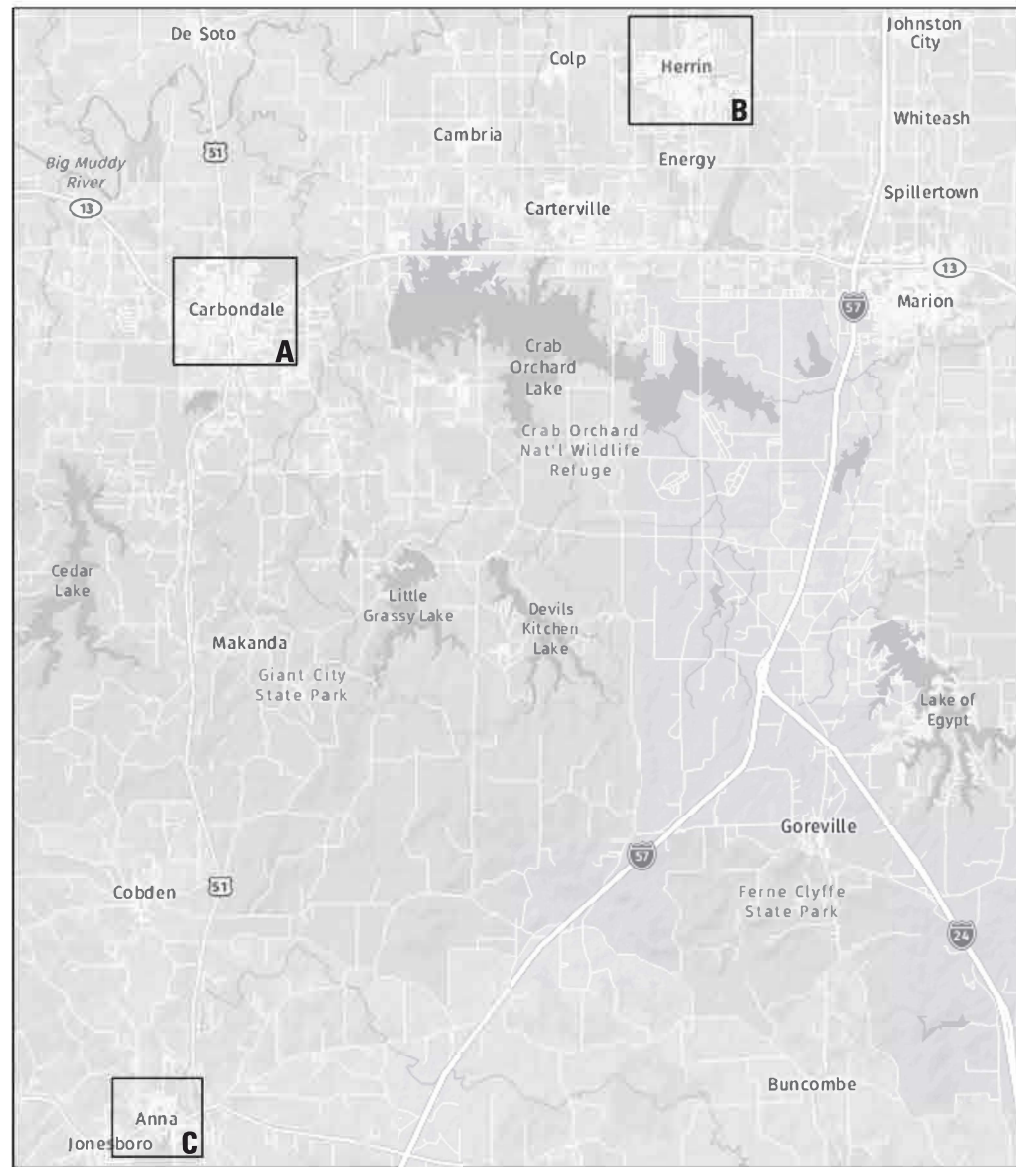 De Soto
Colp
Herrin
B
Johnston
City
Cambria
Whiteash
51
Energy
Big Muddy
River
13
Carterville
Spillertown
13
Carbondale
A
57
Marion
Crab
Orchard
Lake
Crab Orchard
Nat'l Wildlife
Refuge
Cedar
Lake
Little
Grassy Lake
Devils
Kitchen
Lake
Makanda
Giant City
State Park
Lake of
Egypt
Goreville
57
51
Cobden
Ferne Clyffe
State Park
24
Buncombe
Anna
Jonesboro
C